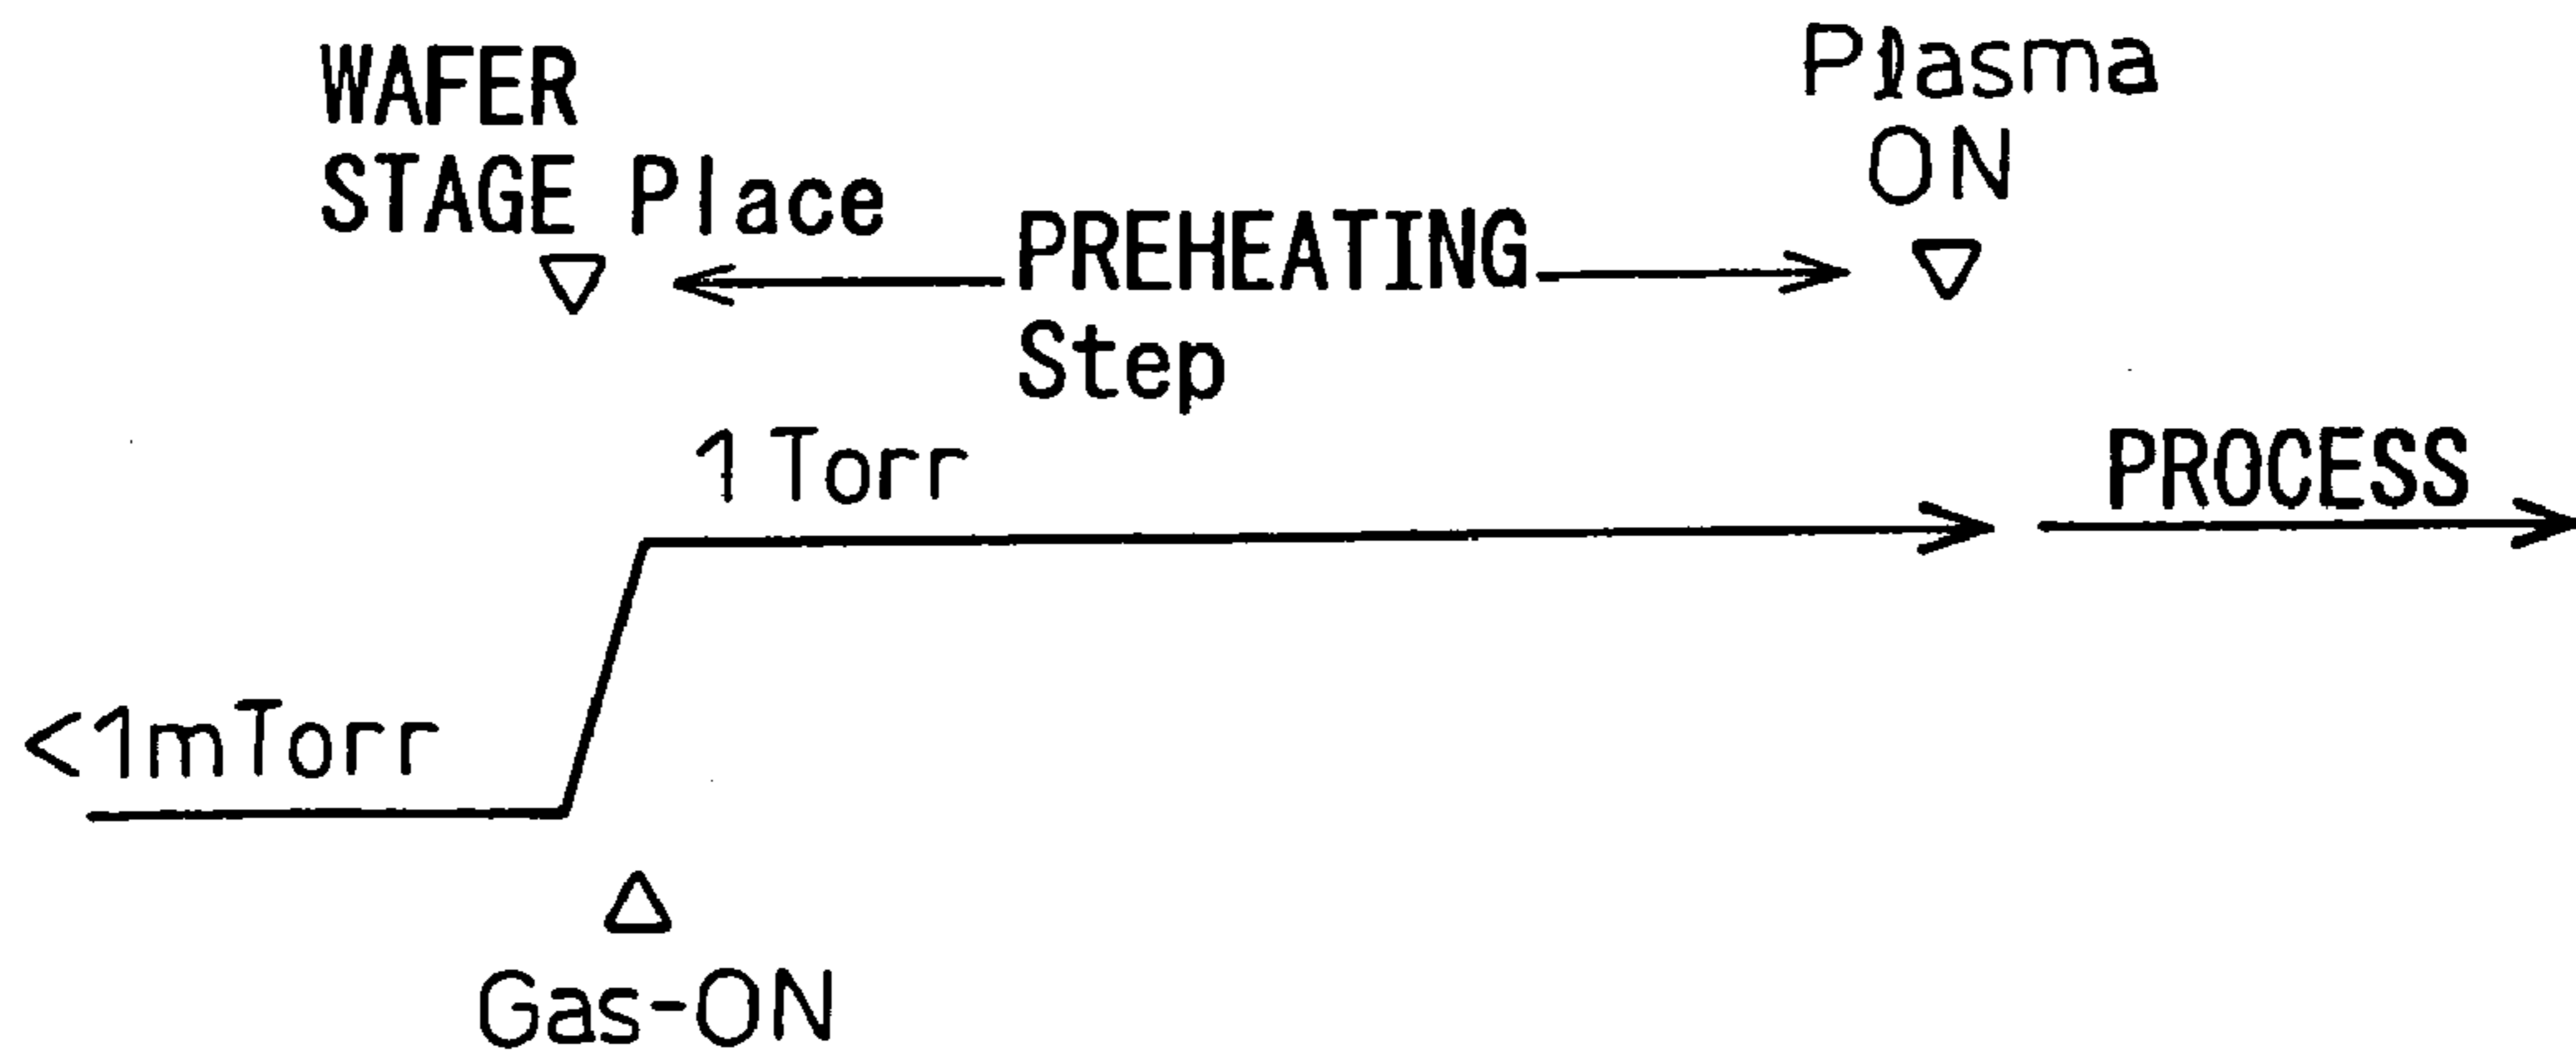 WAFER
STAGE Place
Plasma
ON
PREHEATING
Step
1 Torr
PROCESS
<1mTorr
Gas-ON